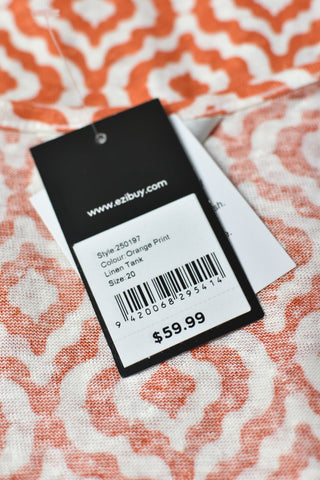 www.ezibuy.com
Style:250197
Colour:Orange Print
Linen Tank
Size:20
9 420068 295414
$59.99